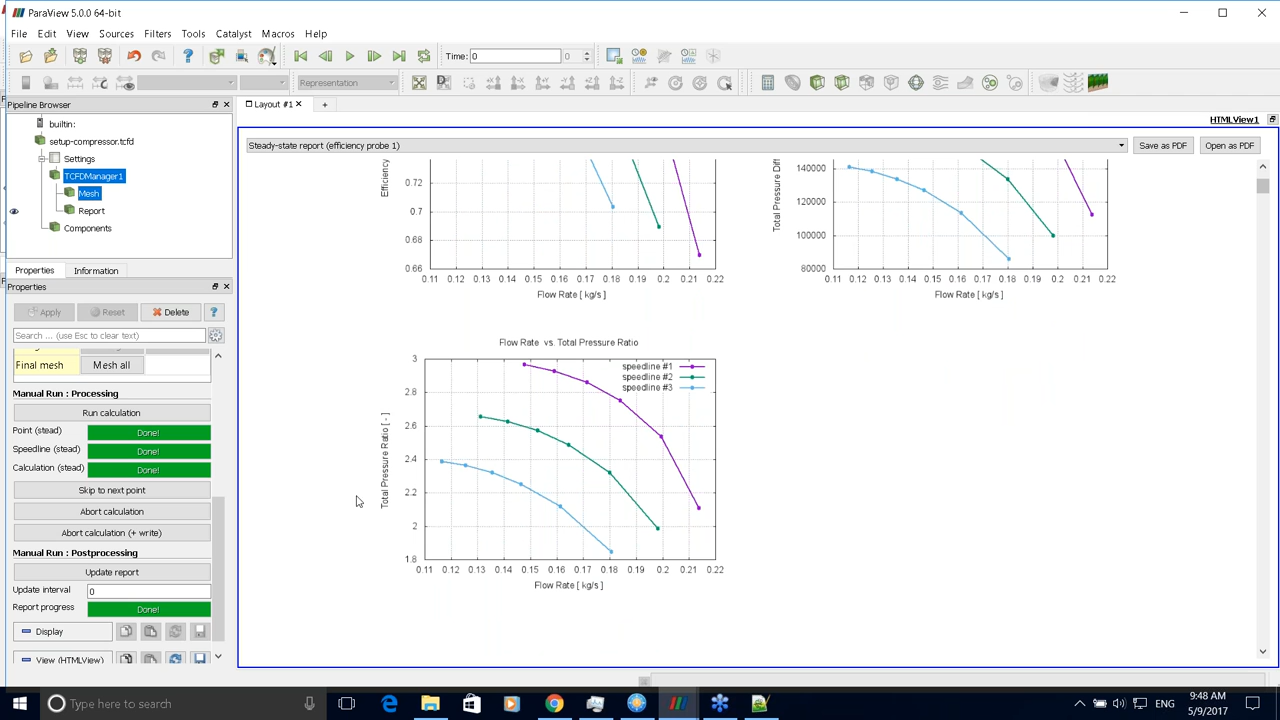 ParaView 5.0.0 64-bit
File Edit View Sources Filters Tools Catalyst Macros Help
Time: 0 0
Representation
Pipeline Browser
Layout #1
HTMLView1
builtin:
setup-compressor.tcfd
Settings
TCFDManager1
Mesh
Report
Components
Steady-state report (efficiency probe 1)
Save as PDF
Open as PDF
Efficiency
0.72
0.7
0.68
0.66
0.11 0.12 0.13 0.14 0.15 0.16 0.17 0.18 0.19 0.2 0.21 0.22
Flow Rate [ kg/s ]
Total Pressure Diff
140000
120000
100000
80000
0.11 0.12 0.13 0.14 0.15 0.16 0.17 0.18 0.19 0.2 0.21 0.22
Flow Rate [ kg/s ]
Flow Rate vs. Total Pressure Ratio
speedline #1
speedline #2
speedline #3
Total Pressure Ratio [ - ]
3
2.8
2.6
2.4
2.2
2
1.8
0.11 0.12 0.13 0.14 0.15 0.16 0.17 0.18 0.19 0.2 0.21 0.22
Flow Rate [ kg/s ]
Properties Information
Properties
Apply Reset Delete ?
Search ... (use Esc to clear text)
Final mesh Mesh all
Manual Run : Processing
Run calculation
Point (stead) Done!
Speedline (stead) Done!
Calculation (stead) Done!
Skip to next point
Abort calculation
Abort calculation (+ write)
Manual Run : Postprocessing
Update report
Update interval 0
Report progress Done!
Display
View (HTMLView)
Type here to search
ENG
9:48 AM
5/9/2017